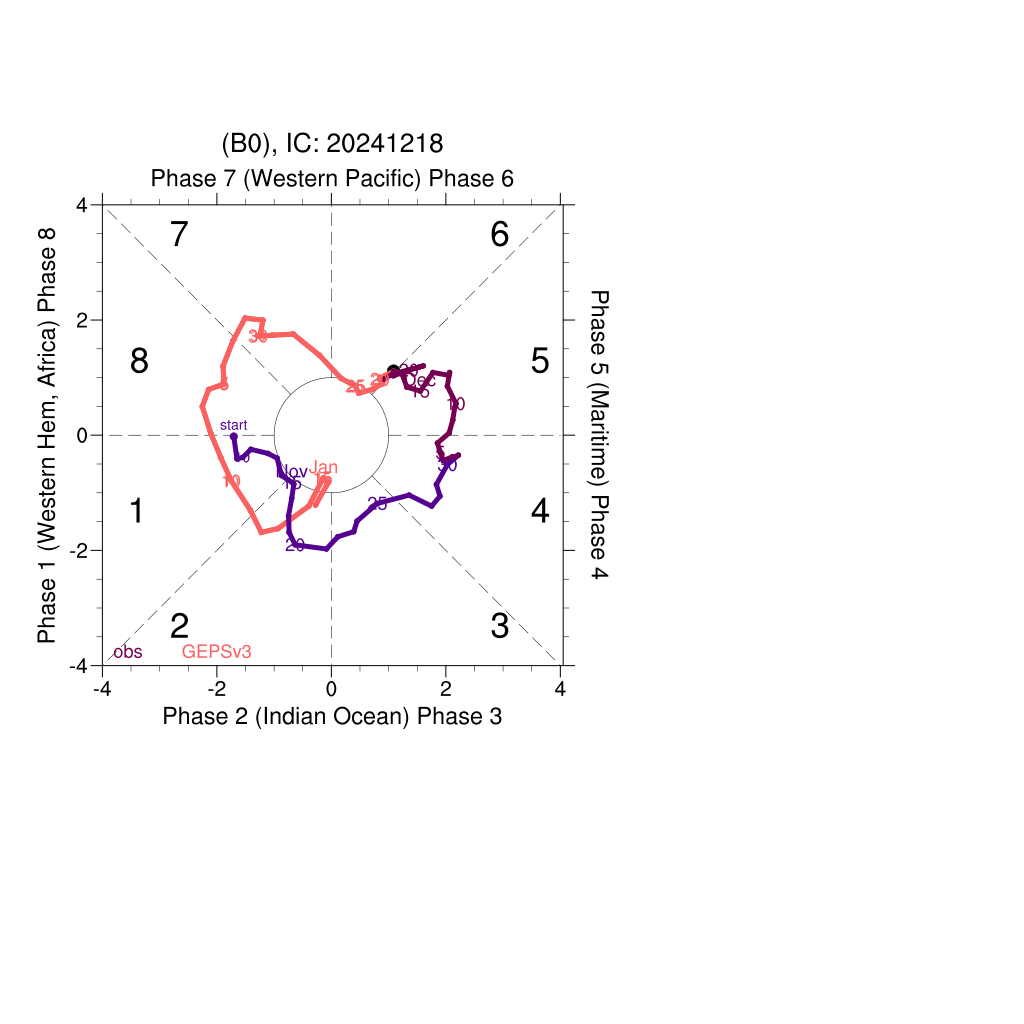 (B0), IC: 20241218
Phase 7 (Western Pacific) Phase 6
Phase 1 (Western Hem, Africa) Phase 8
Phase 5 (Maritime) Phase 4
4
2
0
-2
-4
7
6
8
5
1
4
2
3
30
25
20
20
Dec
15
10
5
5
30
start
Nov
15
Jan
10
25
20
obs
GEPSv3
-4
-2
0
2
4
Phase 2 (Indian Ocean) Phase 3